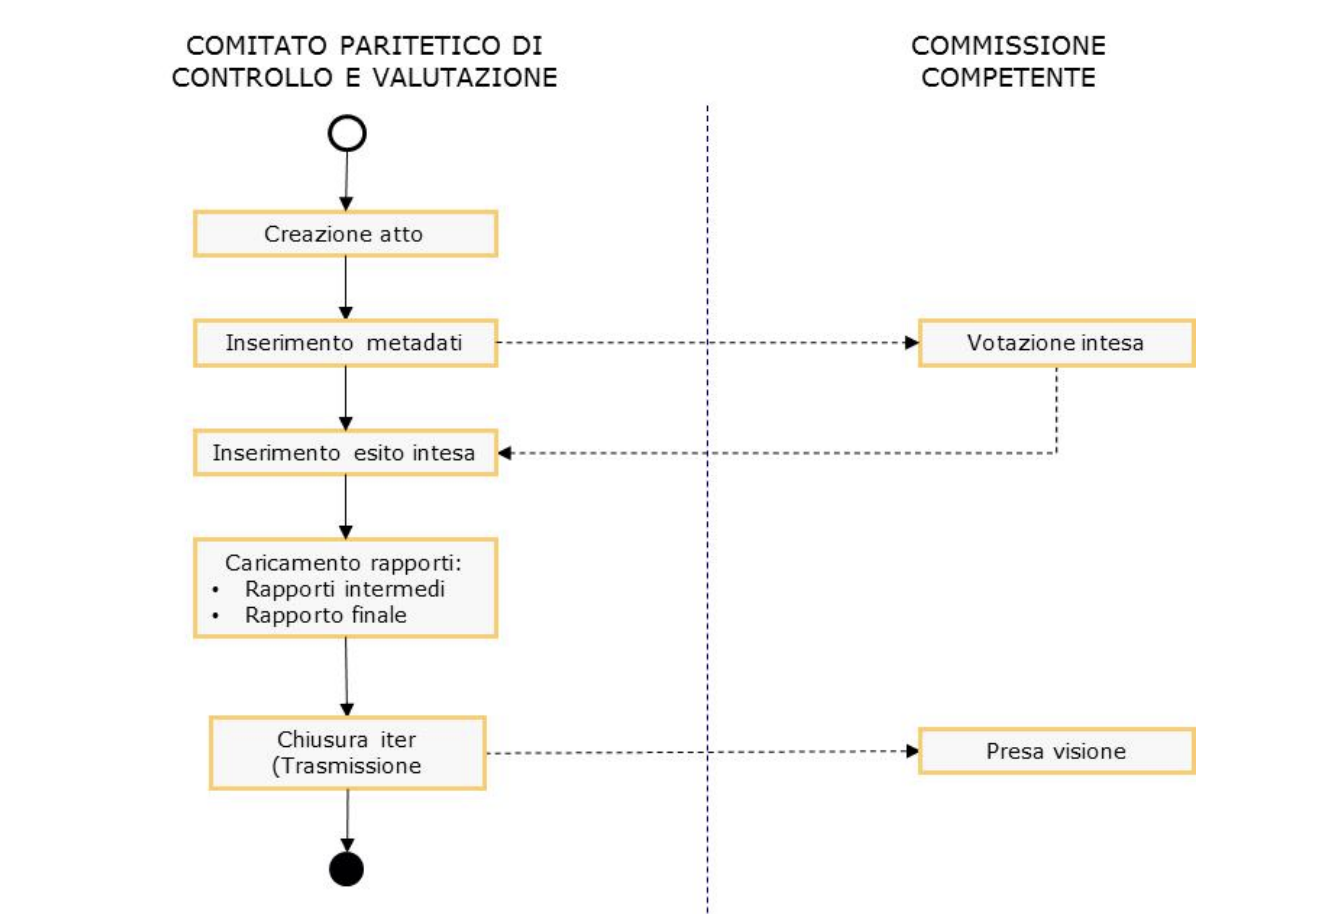 COMITATO PARITETICO DI
CONTROLLO E VALUTAZIONE
COMMISSIONE
COMPETENTE
Creazione atto
Inserimento metadati
Votazione intesa
Inserimento esito intesa
Caricamento rapporti:
• Rapporti intermedi
• Rapporto finale
Chiusura iter
(Trasmissione
Presa visione